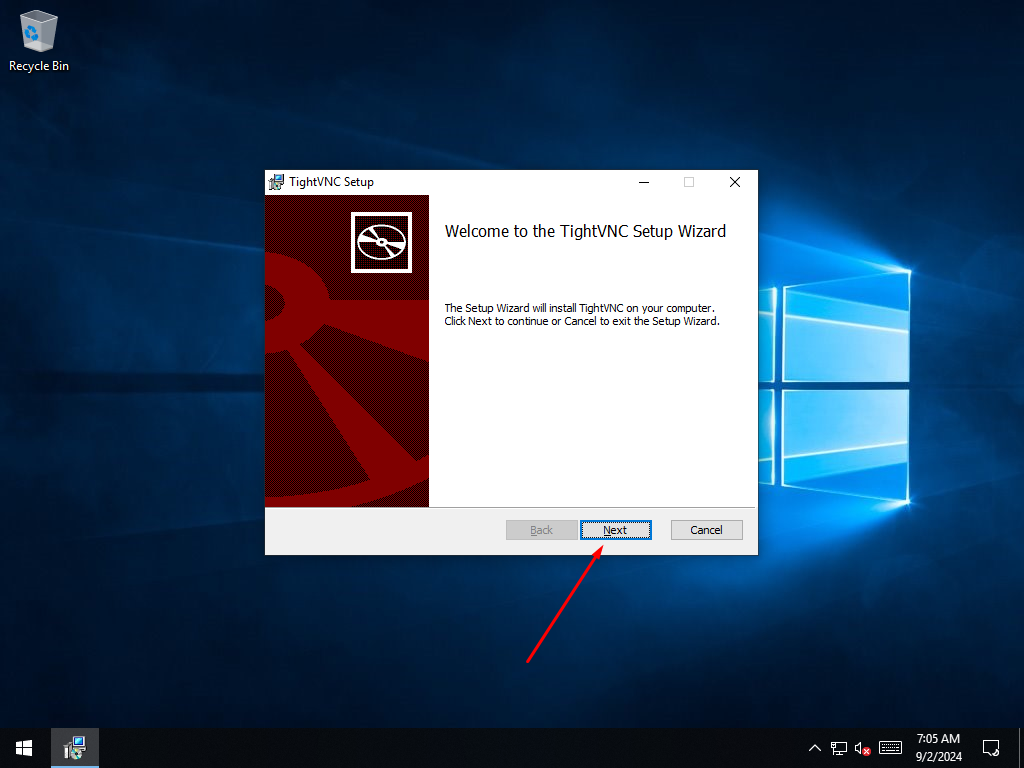 Recycle Bin
TightVNC Setup
Welcome to the TightVNC Setup Wizard
The Setup Wizard will install TightVNC on your computer.
Click Next to continue or Cancel to exit the Setup Wizard.
Back
Next
Cancel
7:05 AM
9/2/2024